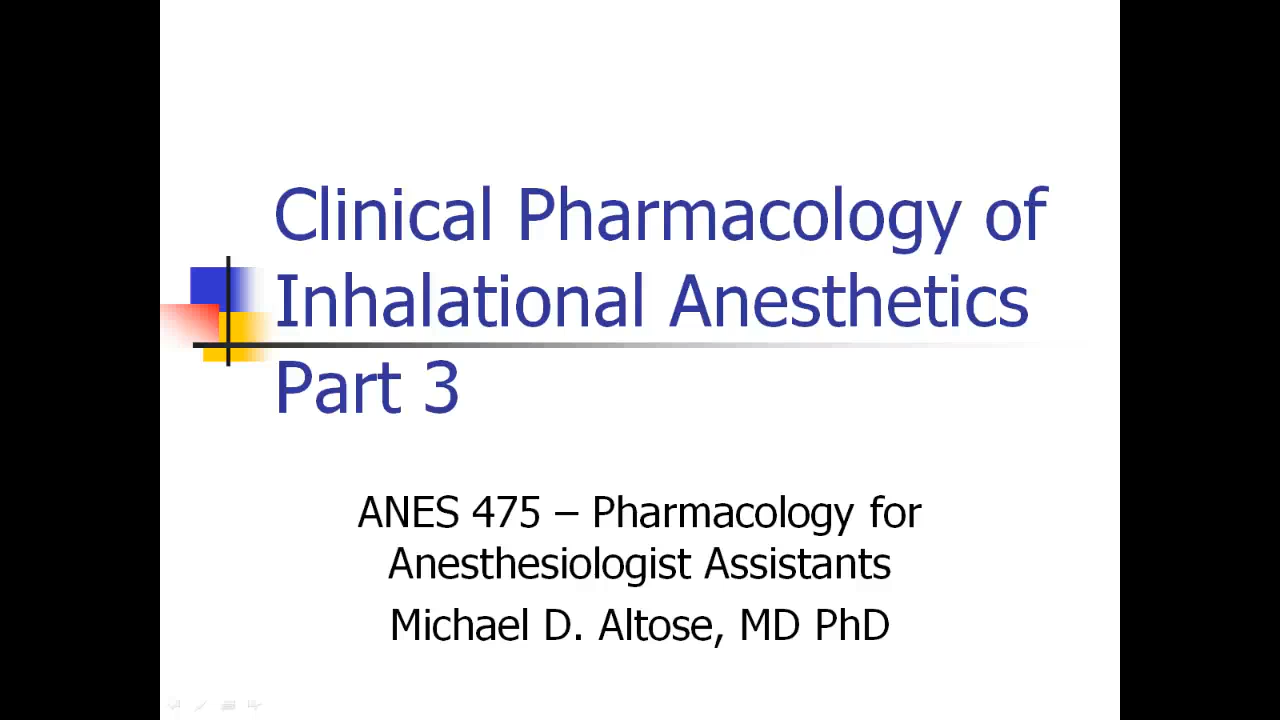 Clinical Pharmacology of
Inhalational Anesthetics
Part 3
ANES 475 – Pharmacology for
Anesthesiologist Assistants
Michael D. Altose, MD PhD